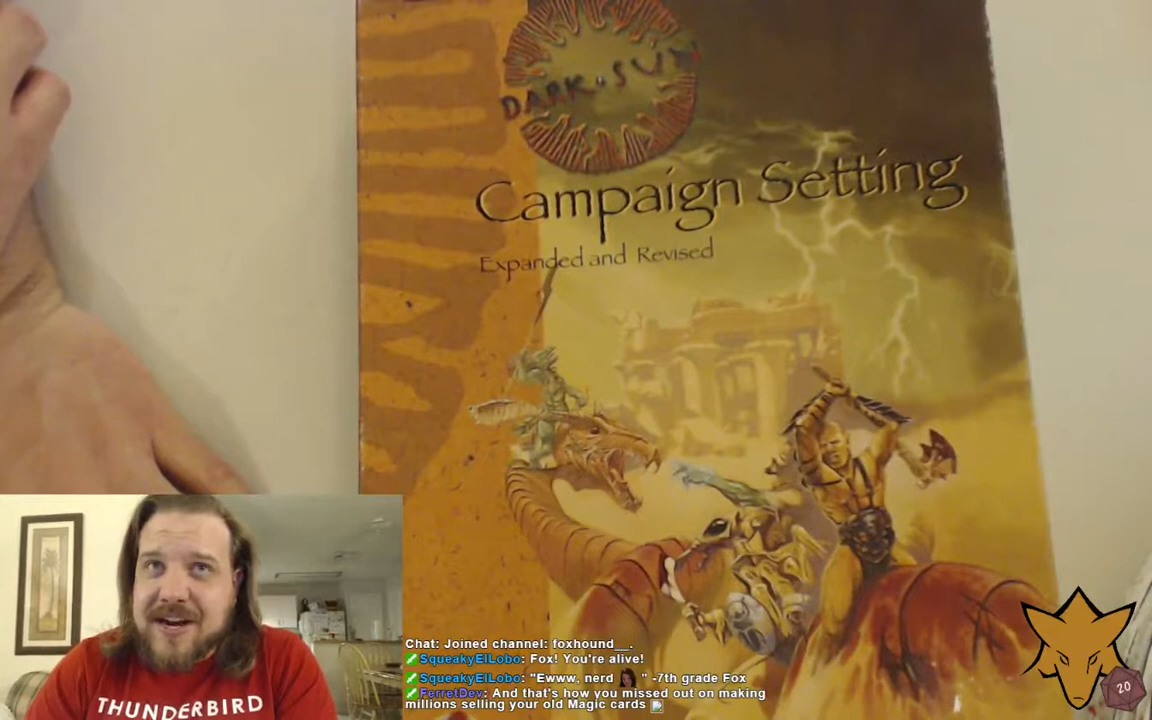 DARK•SUN
Campaign Setting
Expanded and Revised
Chat: Joined channel: foxhound__.
SqueakyElLobo: Fox! You're alive!
SqueakyElLobo: "Ewww, nerd " -7th grade Fox
FerretDev: And that's how you missed out on making
millions selling your old Magic cards
THUNDERBIRD
20